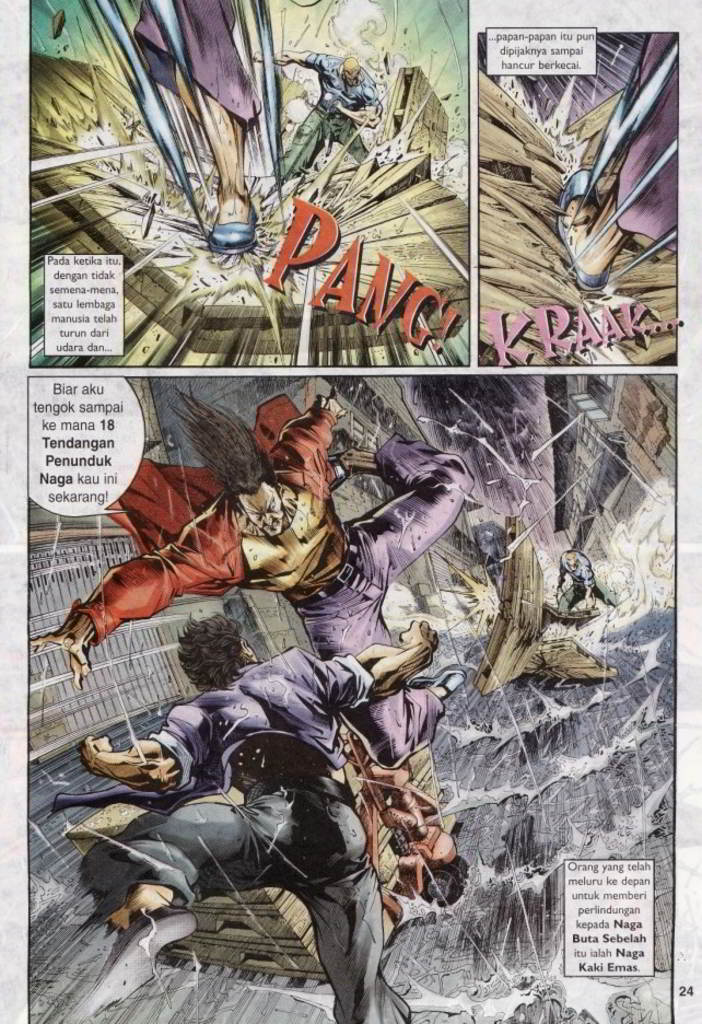 Pada ketika itu,
dengan tidak
semena-mena,
satu lembaga
manusia telah
turun dari
udara dan...
PANG!
...papan-papan itu pun
dipijaknya sampai
hancur berkecai.
KRAAK...
Biar aku
tengok sampai
ke mana 18
Tendangan
Penunduk
Naga kau ini
sekarang!
Orang yang telah
meluru ke depan
untuk memberi
perlindungan
kepada Naga
Buta Sebelah
itu ialah Naga
Kaki Emas.
24